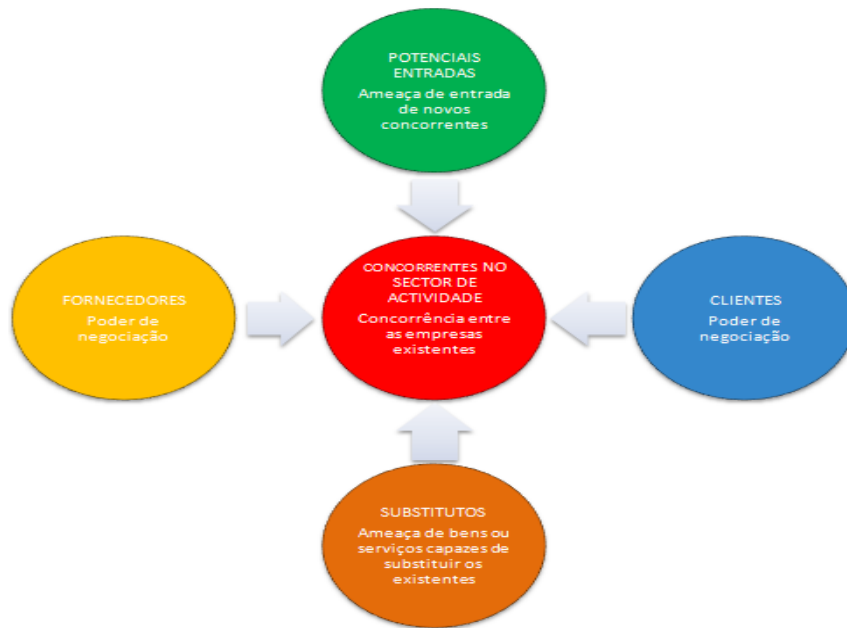 POTENCIAIS
ENTRADAS
Ameaça de entrada
de novos
concorrentes
FORNECEDORES
Poder de
negociação
CONCORRENTES NO
SECTOR DE
ACTIVIDADE
Concorrência entre
as empresas
existentes
CLIENTES
Poder de
negociação
SUBSTITUTOS
Ameaça de bens ou
serviços capazes de
substituir os
existentes